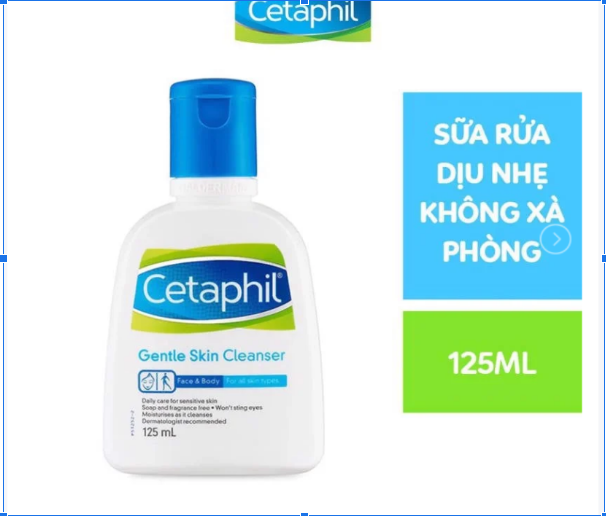 Cetaphil
SỮA RỬA
DỊU NHẸ
KHÔNG XÀ
PHÒNG
125ML
Cetaphil®
Gentle Skin Cleanser
Face & Body For all skin types
Daily care for sensitive skin
Soap and fragrance free • Won't sting eyes
Moisturises as it cleanses
Dermatologist recommended
125 mL